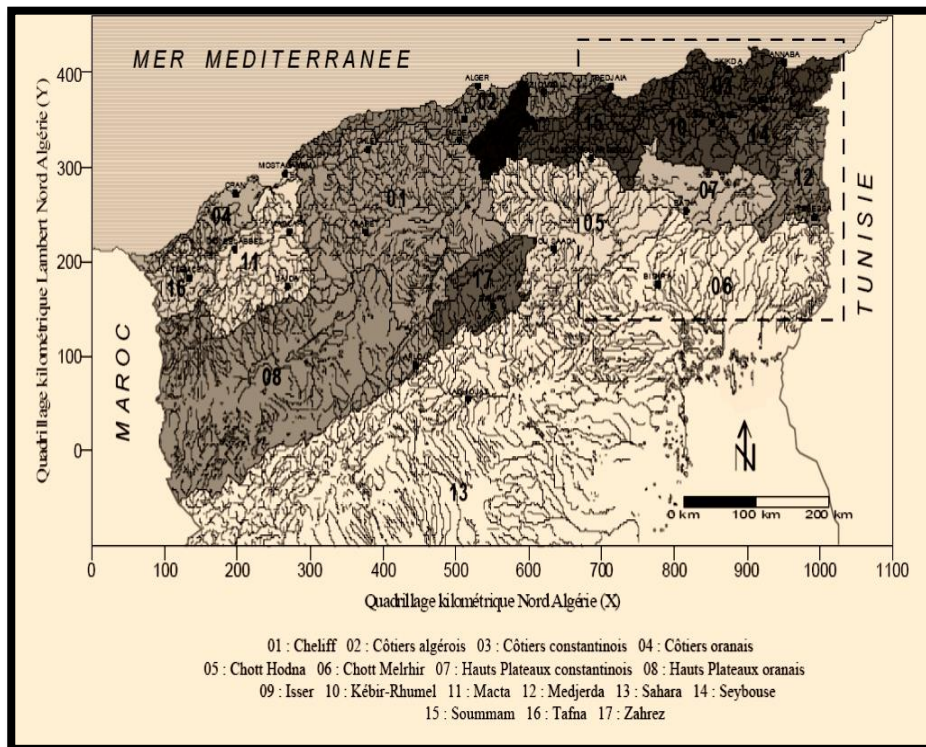 MER MEDITERRANEE
400
300
200
100
0
Quadrillage kilométrique Lambert Nord Algérie (Y)
ALGER
ANNABA
02
03
15
10
14
12
01
07
04
05
11
16
17
06
08
13
BISKRA
MAROC
TUNISIE
N
0 km 100 km 200 km
0 100 200 300 400 500 600 700 800 900 1000 1100
Quadrillage kilométrique Nord Algérie (X)
01 : Cheliff 02 : Côtiers algérois 03 : Côtiers constantinois 04 : Côtiers oranais
05 : Chott Hodna 06 : Chott Melrhir 07 : Hauts Plateaux constantinois 08 : Hauts Plateaux oranais
09 : Isser 10 : Kébir-Rhumel 11 : Macta 12 : Medjerda 13 : Sahara 14 : Seybouse
15 : Soummam 16 : Tafna 17 : Zahrez